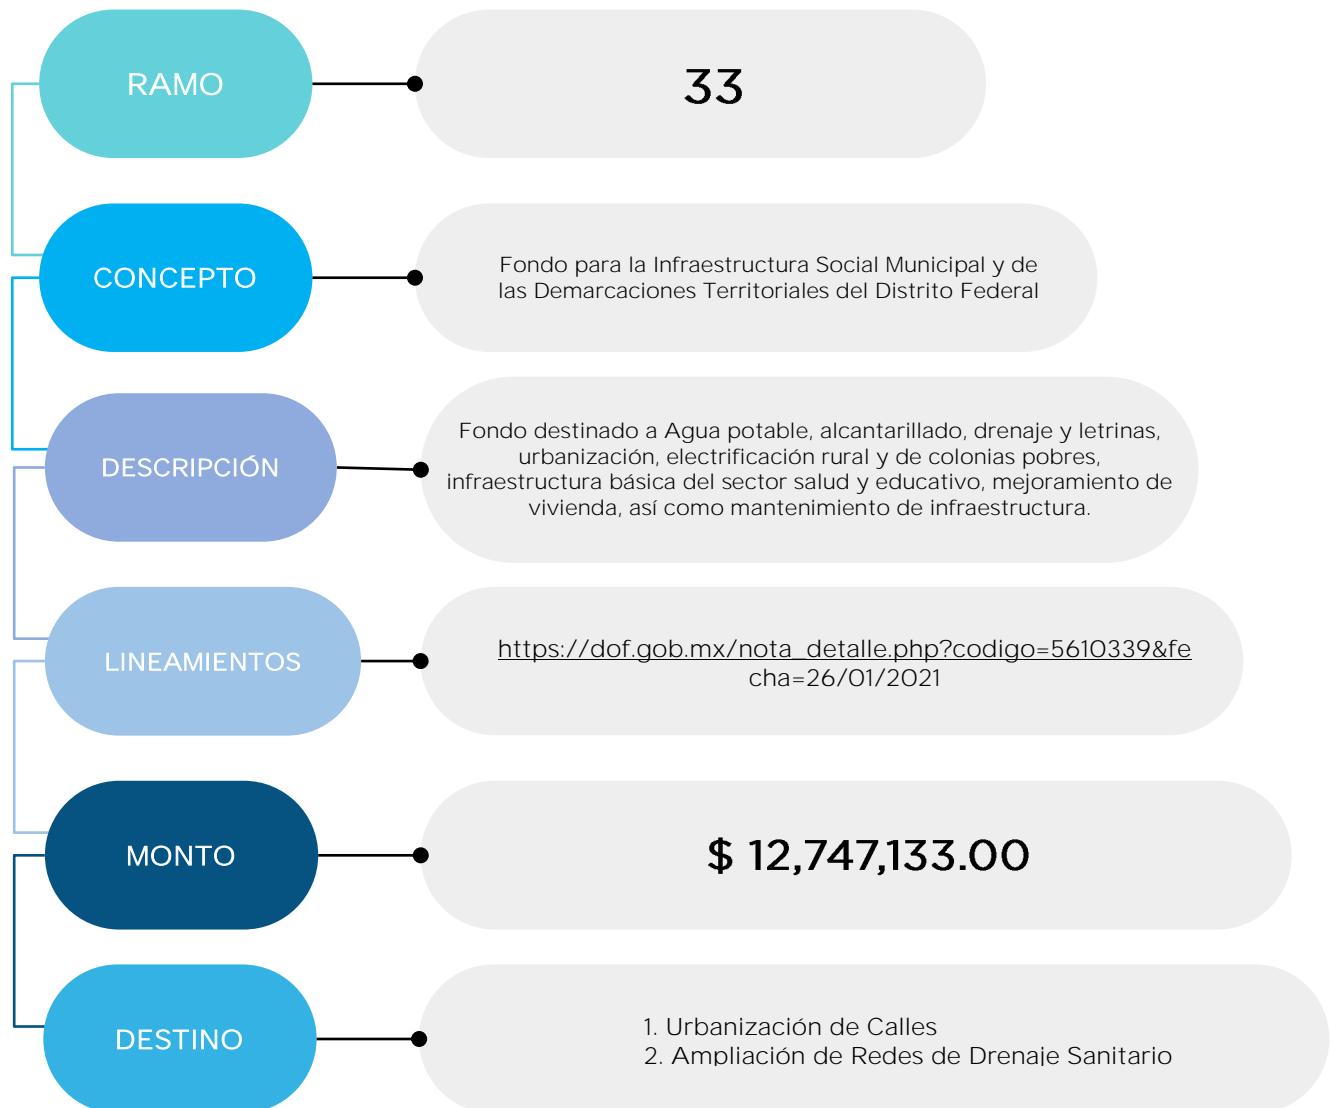 RAMO
33
CONCEPTO
Fondo para la Infraestructura Social Municipal y de
las Demarcaciones Territoriales del Distrito Federal
DESCRIPCIÓN
Fondo destinado a Agua potable, alcantarillado, drenaje y letrinas,
urbanización, electrificación rural y de colonias pobres,
infraestructura básica del sector salud y educativo, mejoramiento de
vivienda, así como mantenimiento de infraestructura.
LINEAMIENTOS
https://dof.gob.mx/nota_detalle.php?codigo=5610339&fe
cha=26/01/2021
MONTO
$ 12,747,133.00
DESTINO
1. Urbanización de Calles
2. Ampliación de Redes de Drenaje Sanitario